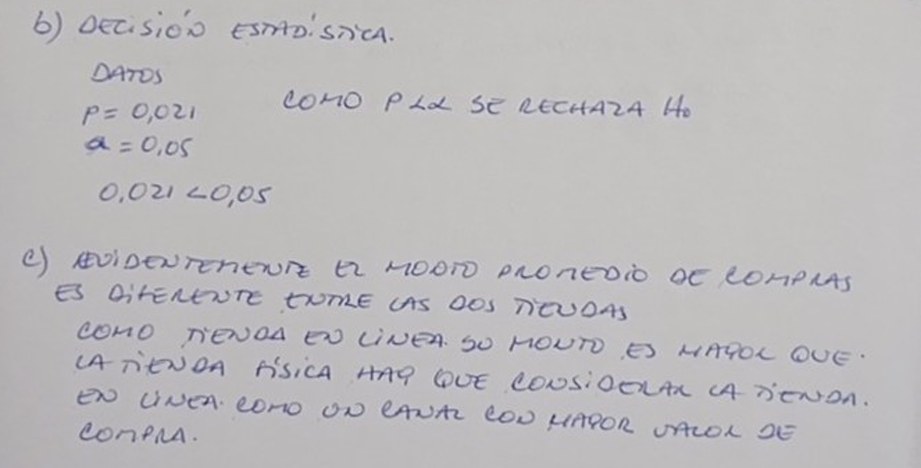 b) DECISIÓN ESTADÍSTICA.
DATOS
P = 0,021 COMO P < α SE RECHAZA H₀
α = 0,05
0,021 < 0,05
c) EVIDENTEMENTE EL MONTO PROMEDIO DE COMPRAS
ES DIFERENTE ENTRE LAS DOS TIENDAS
COMO TIENDA EN LINEA. SU MONTO ES MAYOR QUE.
LA TIENDA FÍSICA HAY QUE CONSIDERAR LA TIENDA.
EN LINEA. COMO UN CANAL CON MAYOR VALOR DE
COMPRA.